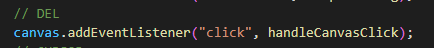 // DEL
canvas.addEventListener("click", handleCanvasClick);